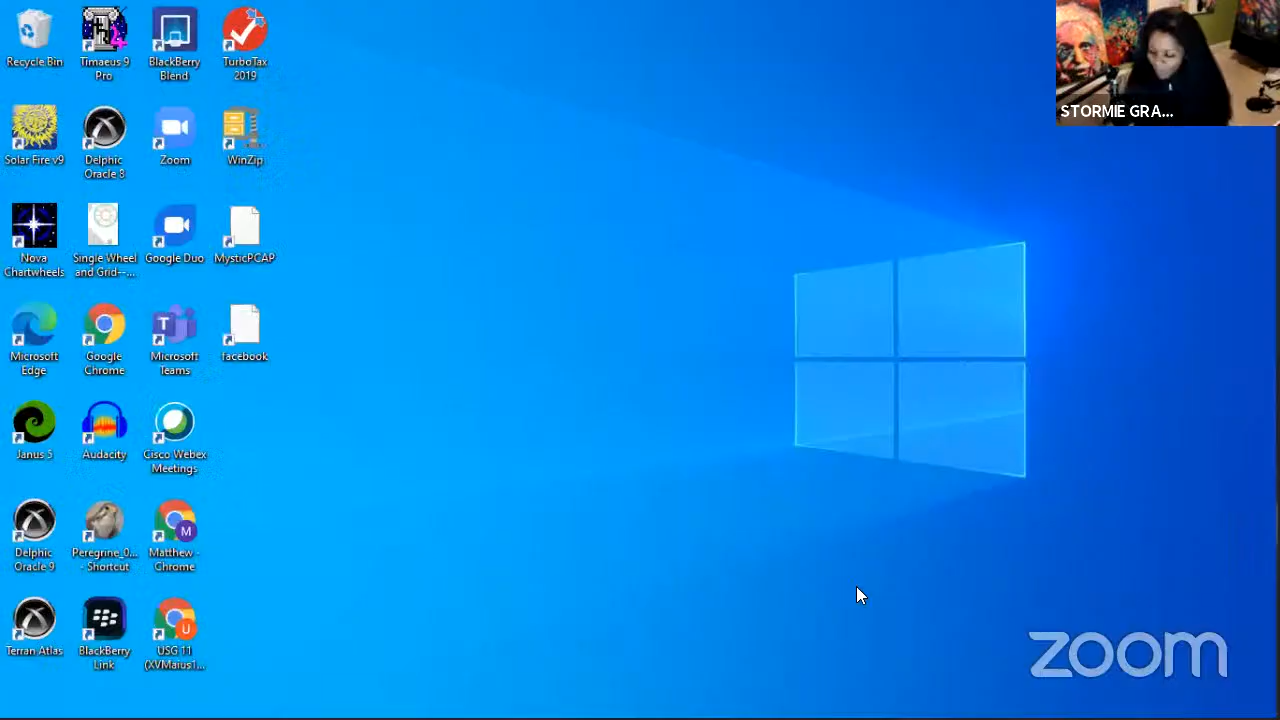 STORMIE GRA...
Recycle Bin
Timaeus 9
Pro
BlackBerry
Blend
TurboTax
2019
Solar Fire v9
Delphic
Oracle 8
Zoom
WinZip
Nova
Chartwheels
Single Wheel
and Grid--...
Google Duo
MysticPCAP
Microsoft
Edge
Google
Chrome
Microsoft
Teams
facebook
Janus 5
Audacity
Cisco Webex
Meetings
Delphic
Oracle 9
Peregrine_0...
- Shortcut
Matthew -
Chrome
Terran Atlas
BlackBerry
Link
USG 11
(XVMaius1...
zoom